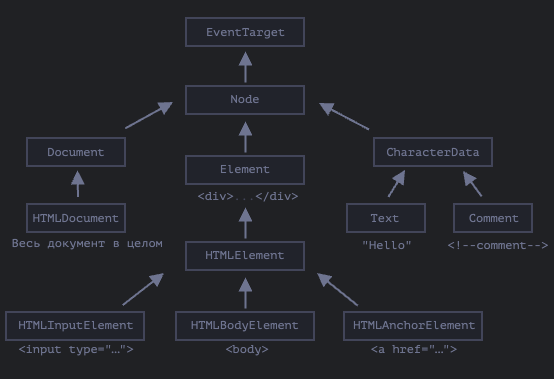 EventTarget
Node
Document
Element
CharacterData
<div>...</div>
HTMLDocument
Text
Comment
Весь документ в целом
"Hello"
<!--comment-->
HTMLElement
HTMLInputElement
HTMLBodyElement
HTMLAnchorElement
<input type="…">
<body>
<a href="…">